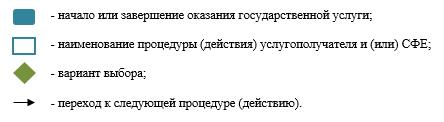 - начало или завершение оказания государственной услуги;
- наименование процедуры (действия) услугополучателя и (или) СФЕ;
- вариант выбора;
- переход к следующей процедуре (действию).